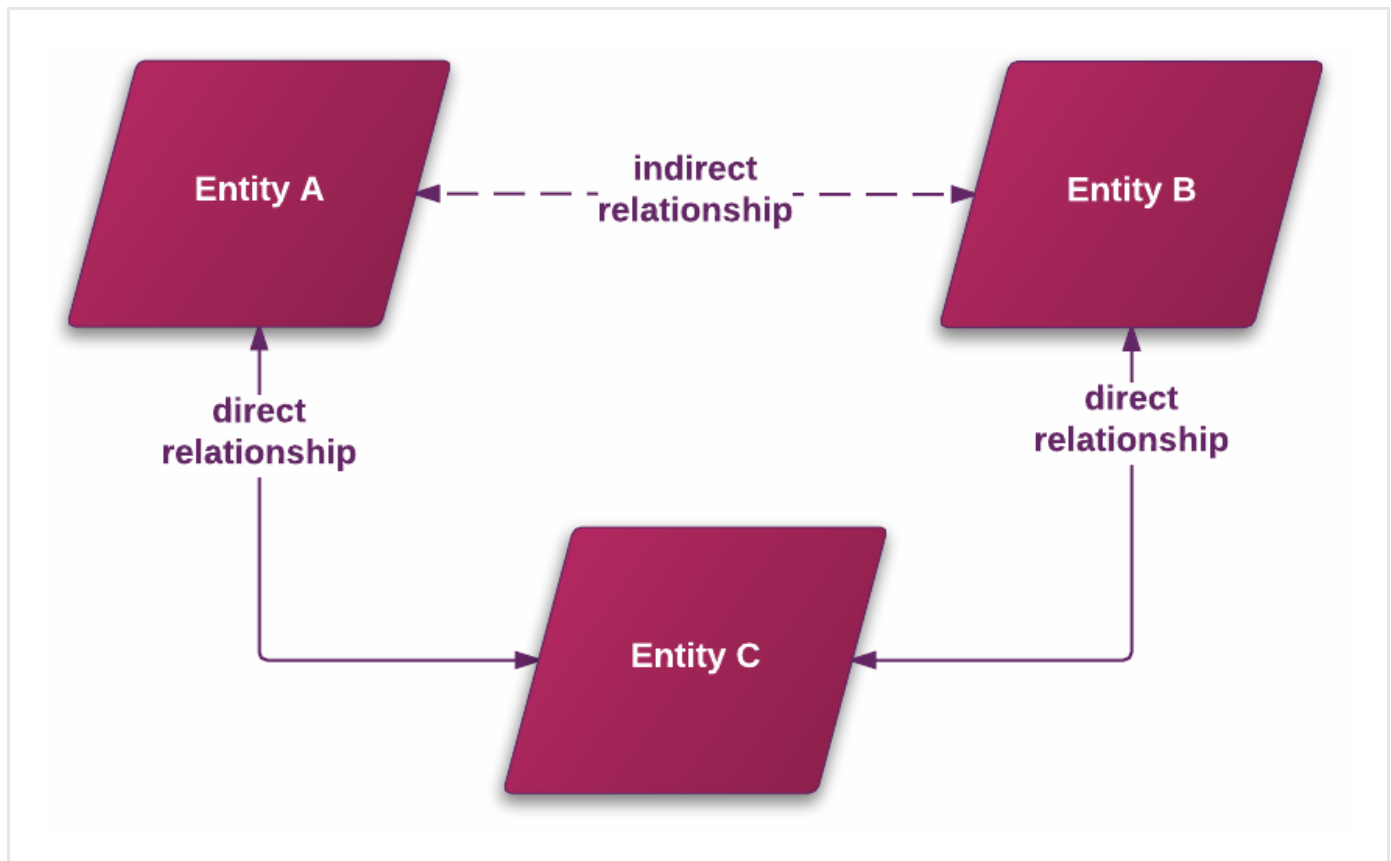 Entity A
indirect
relationship
Entity B
direct
relationship
direct
relationship
Entity C